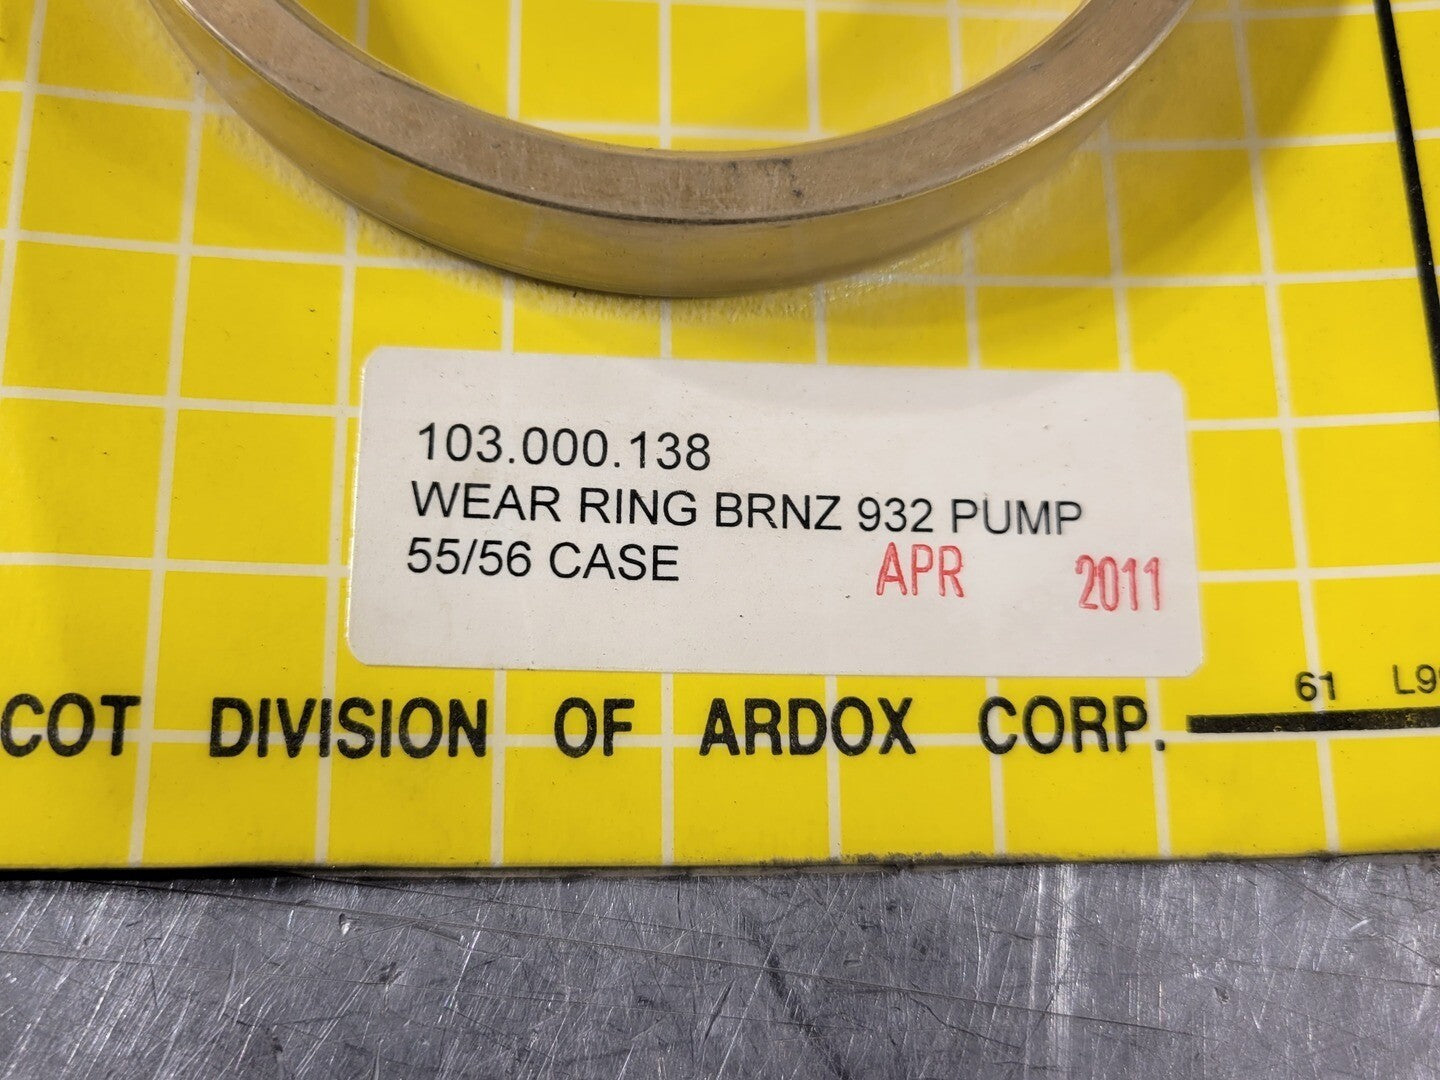 103.000.138
WEAR RING BRNZ 932 PUMP
55/56 CASE APR 2011
61
COT DIVISION OF ARDOX CORP.